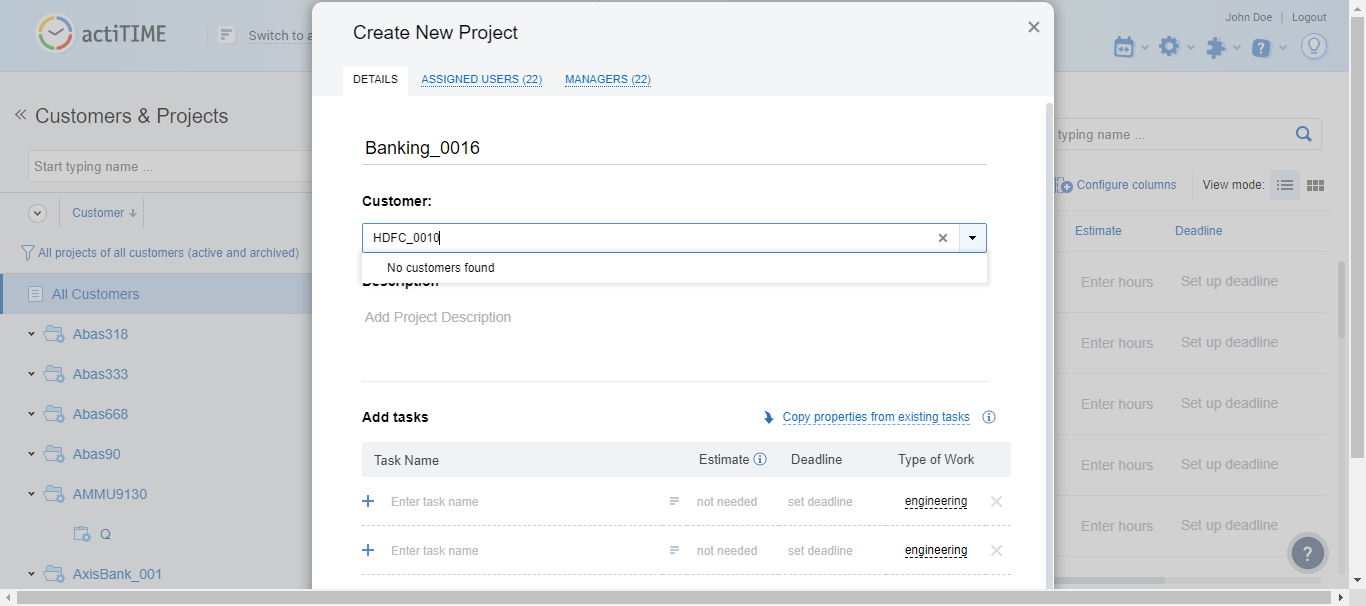 actiTIME
Switch to a
Create New Project
John Doe | Logout
DETAILS
ASSIGNED USERS (22)
MANAGERS (22)
Customers & Projects
Start typing name ...
typing name ...
Banking_0016
Configure columns
View mode:
Customer:
Customer
Estimate
Deadline
HDFC_0010
No customers found
All projects of all customers (active and archived)
Description
Add Project Description
All Customers
Abas318
Abas333
Abas668
Abas90
AMMU9130
Q
AxisBank_001
Enter hours Set up deadline
Enter hours Set up deadline
Enter hours Set up deadline
Enter hours Set up deadline
Enter hours Set up deadline
Add tasks
Copy properties from existing tasks
Task Name Estimate Deadline Type of Work
Enter task name not needed set deadline engineering
Enter task name not needed set deadline engineering